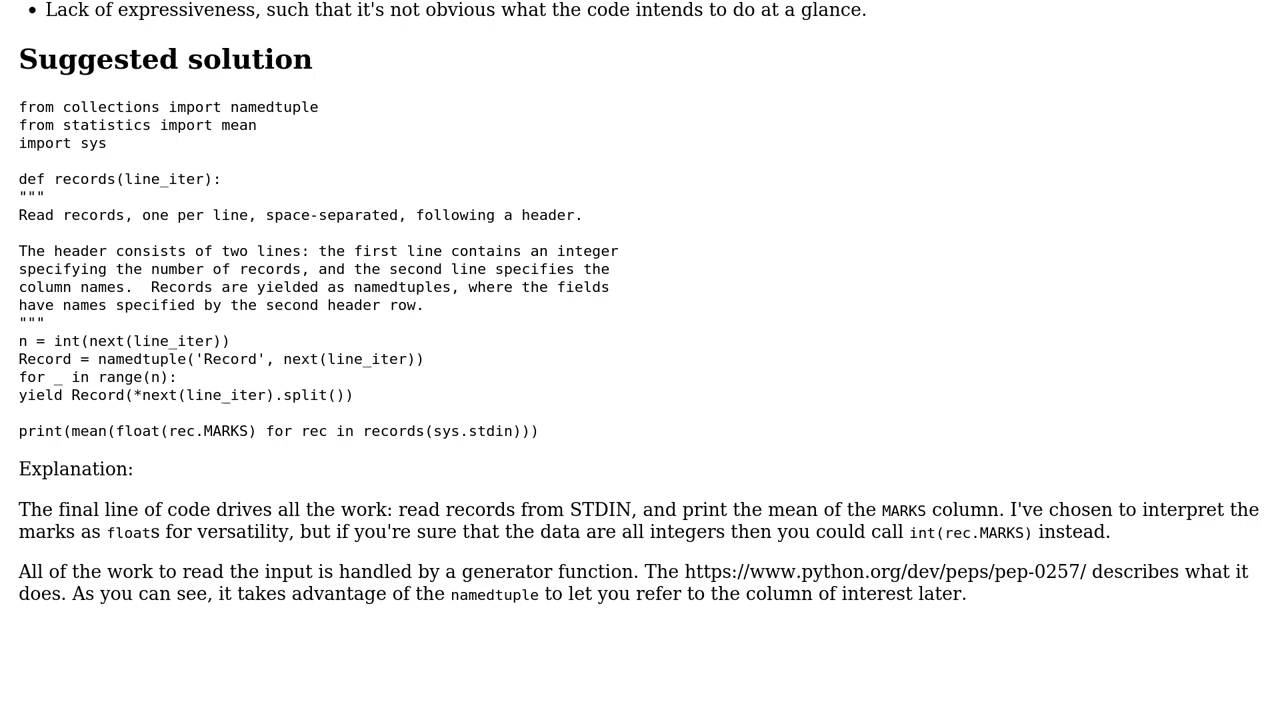 • Lack of expressiveness, such that it's not obvious what the code intends to do at a glance.
Suggested solution
from collections import namedtuple
from statistics import mean
import sys
def records(line_iter):
"""
Read records, one per line, space-separated, following a header.
The header consists of two lines: the first line contains an integer
specifying the number of records, and the second line specifies the
column names.  Records are yielded as namedtuples, where the fields
have names specified by the second header row.
"""
n = int(next(line_iter))
Record = namedtuple('Record', next(line_iter))
for _ in range(n):
yield Record(*next(line_iter).split())
print(mean(float(rec.MARKS) for rec in records(sys.stdin)))
Explanation:
The final line of code drives all the work: read records from STDIN, and print the mean of the MARKS column. I've chosen to interpret the
marks as floats for versatility, but if you're sure that the data are all integers then you could call int(rec.MARKS) instead.
All of the work to read the input is handled by a generator function. The https://www.python.org/dev/peps/pep-0257/ describes what it
does. As you can see, it takes advantage of the namedtuple to let you refer to the column of interest later.